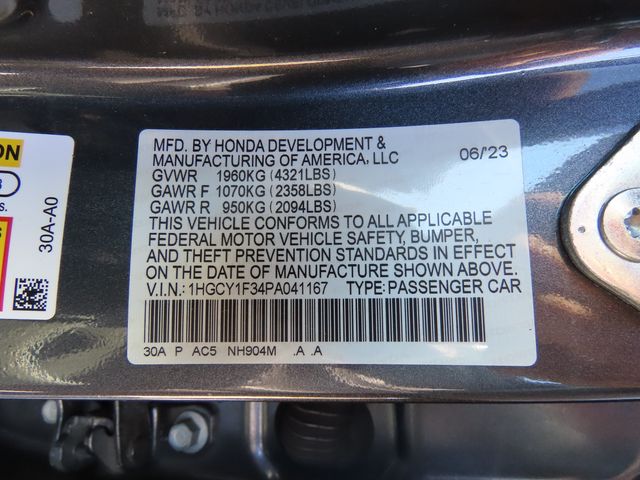 MFD. BY HONDA DEVELOPMENT &
MANUFACTURING OF AMERICA, LLC 06/'23
GVWR 1960KG (4321LBS)
GAWR F 1070KG (2358LBS)
GAWR R 950KG (2094LBS)
THIS VEHICLE CONFORMS TO ALL APPLICABLE
FEDERAL MOTOR VEHICLE SAFETY, BUMPER,
AND THEFT PREVENTION STANDARDS IN EFFECT
ON THE DATE OF MANUFACTURE SHOWN ABOVE.
V.I.N.: 1HGCY1F34PA041167 TYPE: PASSENGER CAR
30A P AC5 NH904M .A .A
30A-A0